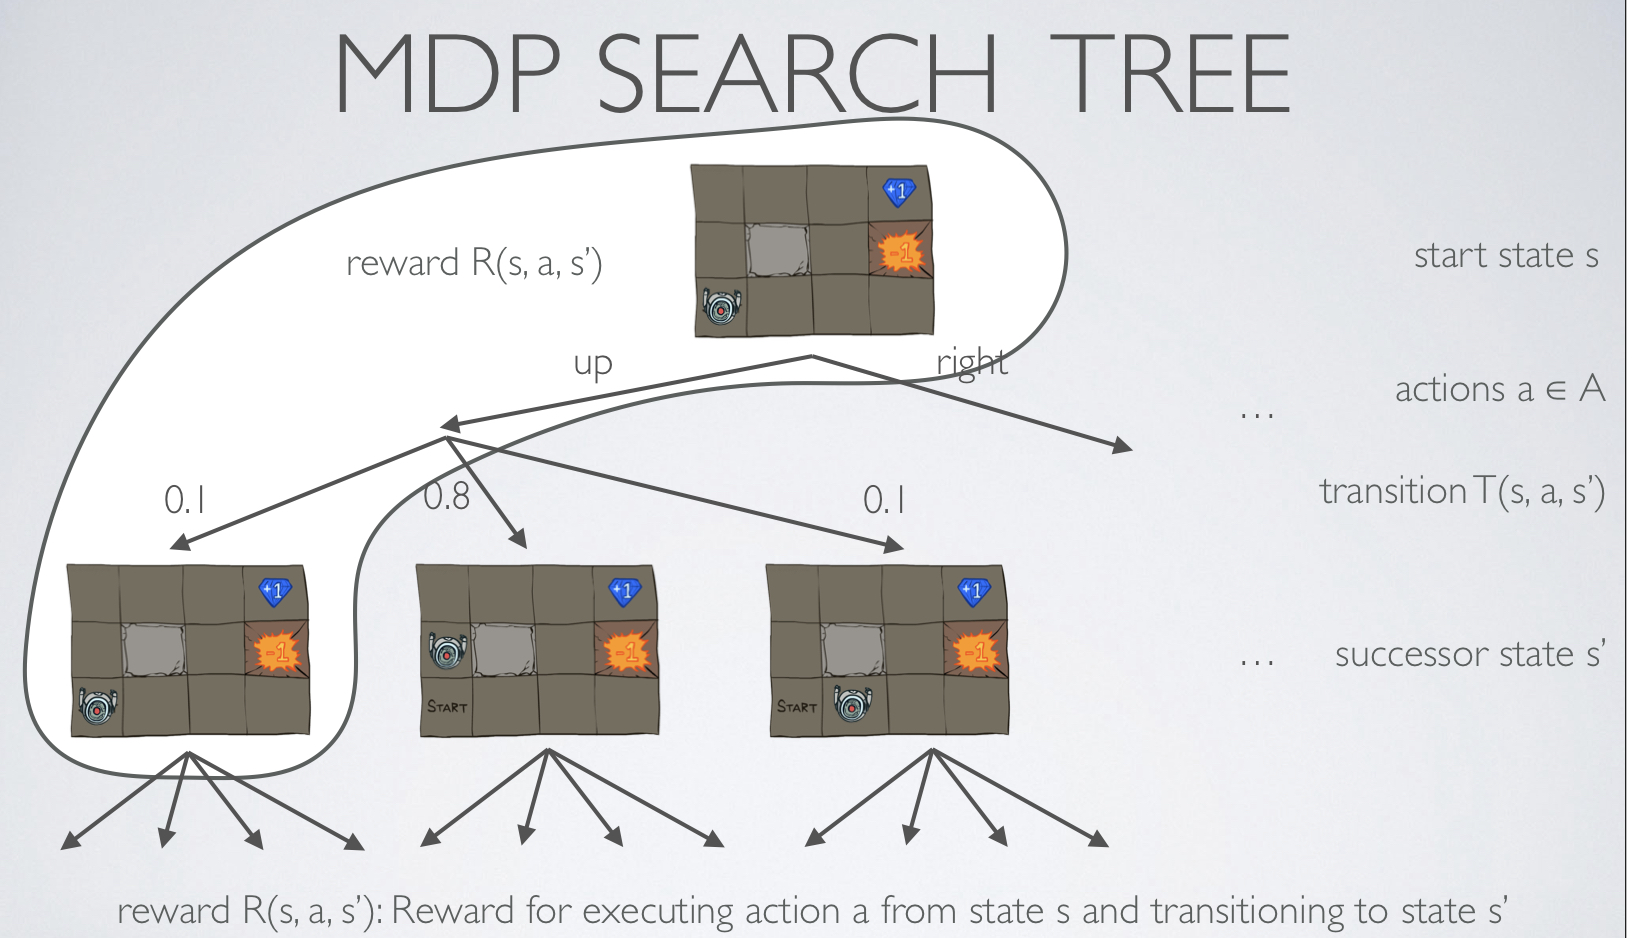 MDP SEARCH TREE
+1
reward R(s, a, s’)
-1
start state s
up
right
actions a ∈ A
...
0.1
0.8
0.1
transition T(s, a, s’)
+1
+1
+1
-1
-1
-1
...
successor state s’
START
START
reward R(s, a, s’): Reward for executing action a from state s and transitioning to state s’